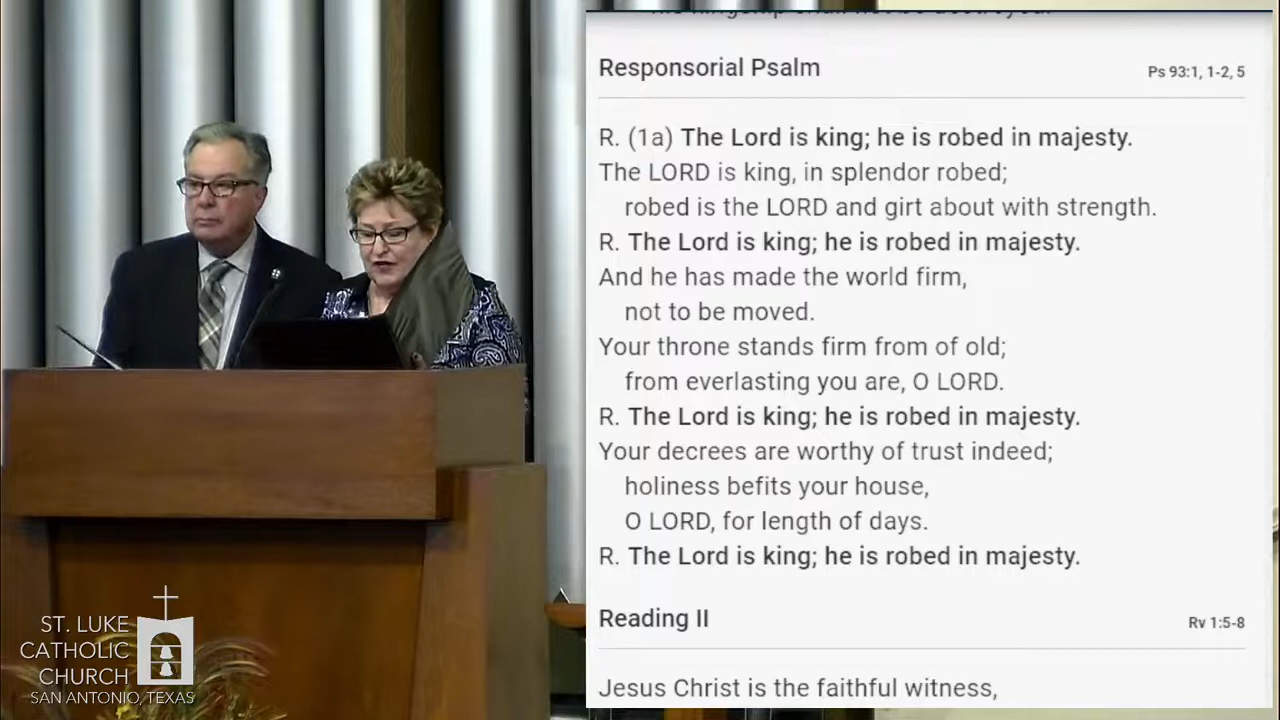 Responsorial Psalm
Ps 93:1, 1-2, 5
R. (1a) The Lord is king; he is robed in majesty.
The LORD is king, in splendor robed;
robed is the LORD and girt about with strength.
R. The Lord is king; he is robed in majesty.
And he has made the world firm,
not to be moved.
Your throne stands firm from of old;
from everlasting you are, O LORD.
R. The Lord is king; he is robed in majesty.
Your decrees are worthy of trust indeed;
holiness befits your house,
O LORD, for length of days.
R. The Lord is king; he is robed in majesty.
Reading II
Rv 1:5-8
Jesus Christ is the faithful witness,
ST. LUKE
CATHOLIC
CHURCH
SAN ANTONIO, TEXAS